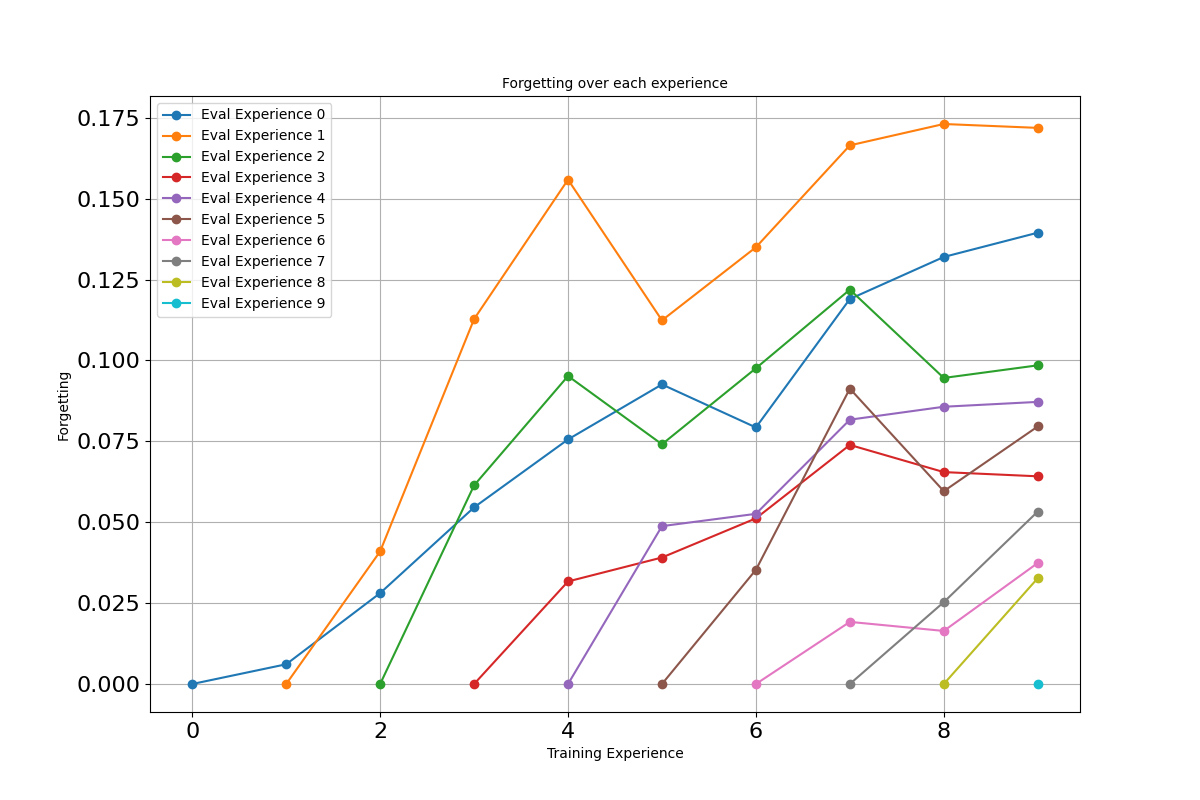 Forgetting over each experience
0.175
0.150
0.125
0.100
0.075
0.050
0.025
0.000
Forgetting
Eval Experience 0
Eval Experience 1
Eval Experience 2
Eval Experience 3
Eval Experience 4
Eval Experience 5
Eval Experience 6
Eval Experience 7
Eval Experience 8
Eval Experience 9
0 2 4 6 8
Training Experience